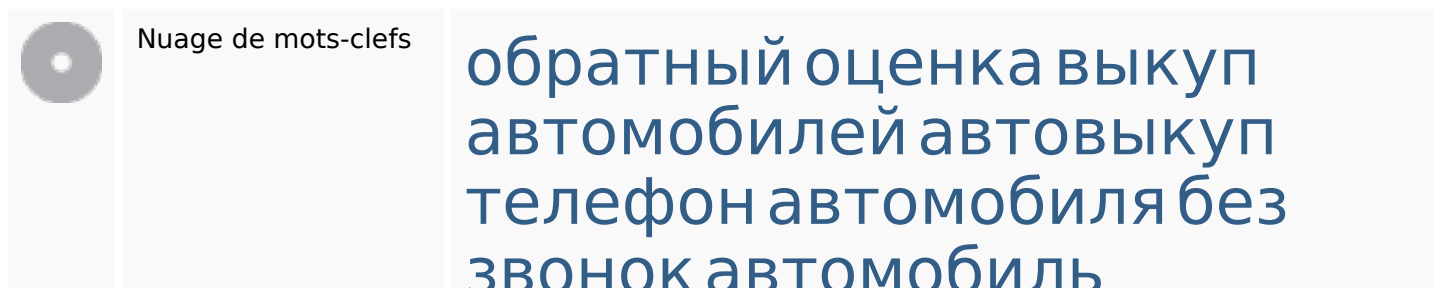 Nuage de mots-clefs
обратный оценка выкуп
автомобилей автовыкуп
телефон автомобиля без
звонок автомобиль